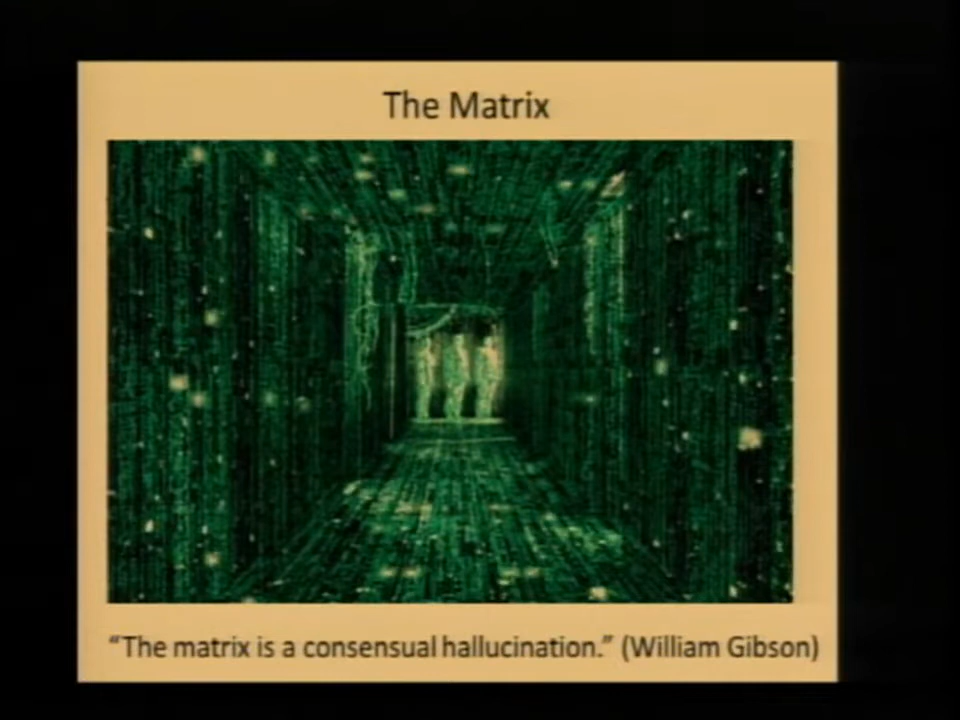 The Matrix
“The matrix is a consensual hallucination.” (William Gibson)